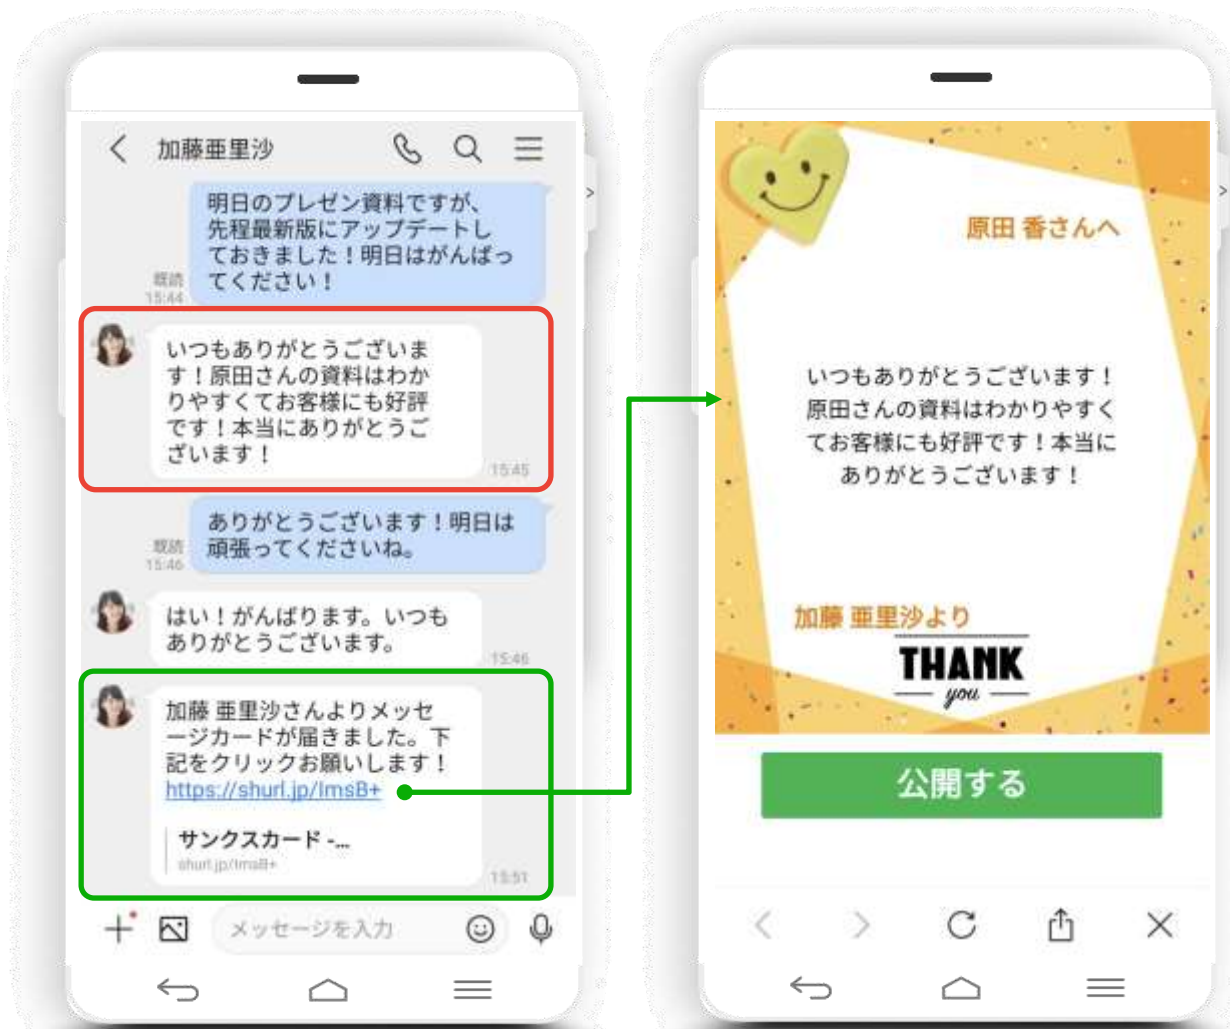 加藤亜里沙
明日のプレゼン資料ですが、
先程最新版にアップデートし
ておきました！明日はがんばっ
てください！
既読
15:44
いつもありがとうございま
す！原田さんの資料はわか
りやすくてお客様にも好評
です！本当にありがとうご
ざいます！
15:45
ありがとうございます！明日は
頑張ってくださいね。
既読
15:46
はい！がんばります。いつも
ありがとうございます。
15:46
加藤 亜里沙さんよりメッセ
ージカードが届きました。下
記をクリックお願いします！
https://shurl.jp/ImsB+
サンクスカード -...
shurl.jp/ImsB+
15:51
メッセージを入力
原田 香さんへ
いつもありがとうございます！
原田さんの資料はわかりやすく
てお客様にも好評です！本当に
ありがとうございます！
加藤 亜里沙より
THANK
you
公開する